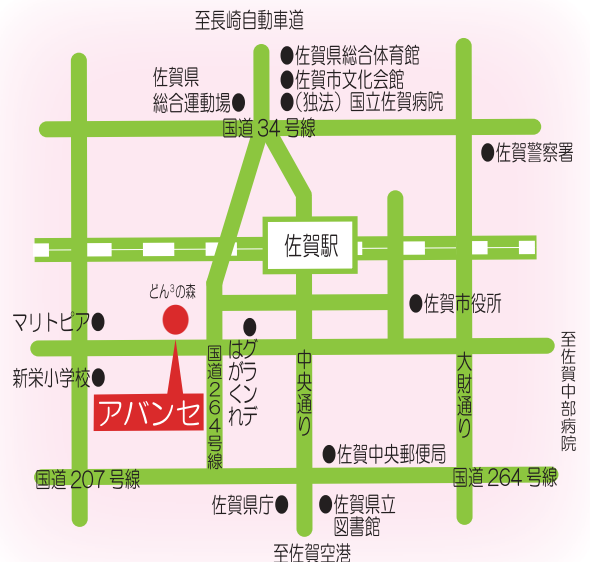 至長崎自動車道
佐賀県総合体育館
佐賀市文化会館
(独法)国立佐賀病院
佐賀県
総合運動場
国道34号線
佐賀警察署
佐賀駅
どん³の森
マリトピア
佐賀市役所
グランデ
はがくれ
至佐賀中部病院
新栄小学校
アバンセ
国道264号線
中央通り
大財通り
佐賀中央郵便局
国道207号線
国道264号線
佐賀県庁
佐賀県立
図書館
至佐賀空港